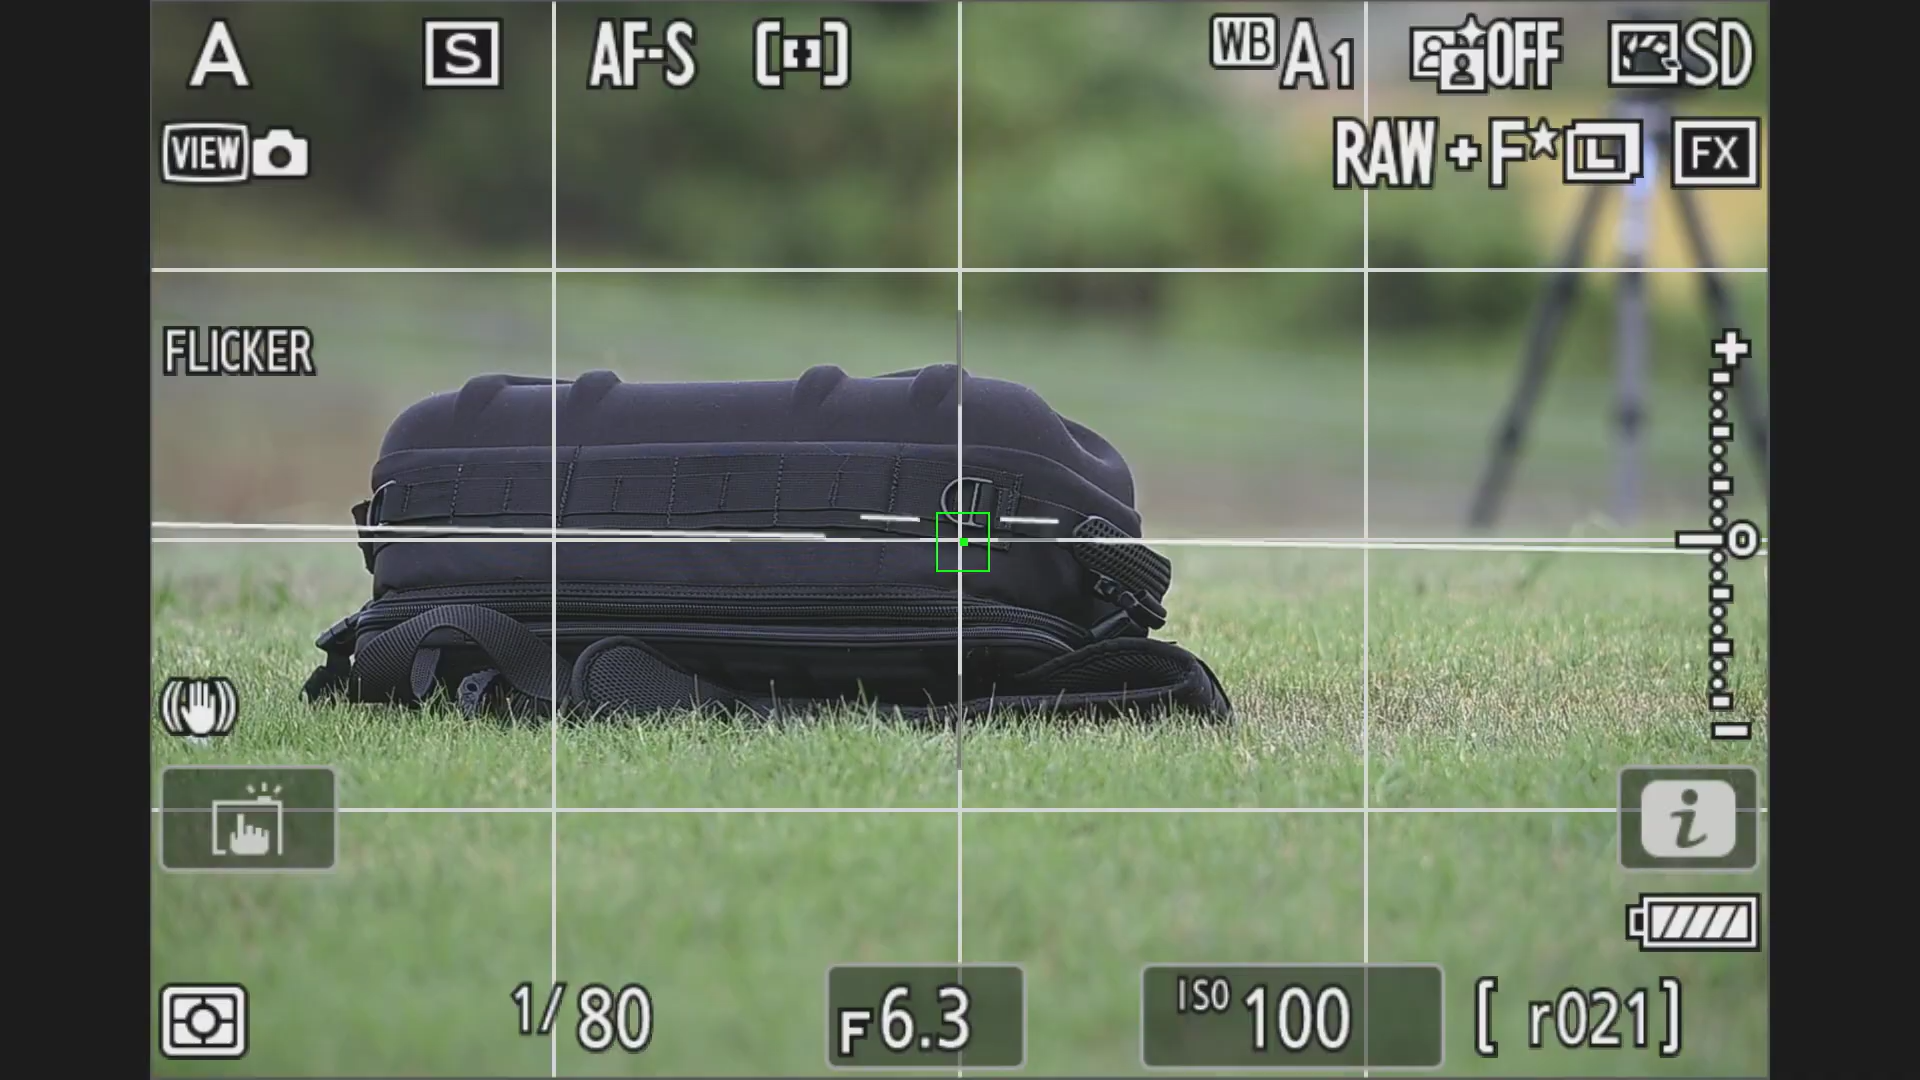 A S AF-S WB A1 OFF SD
VIEW RAW + F★ L FX
FLICKER
+
0
−
i
1/80 F6.3 ISO 100 [ r021]